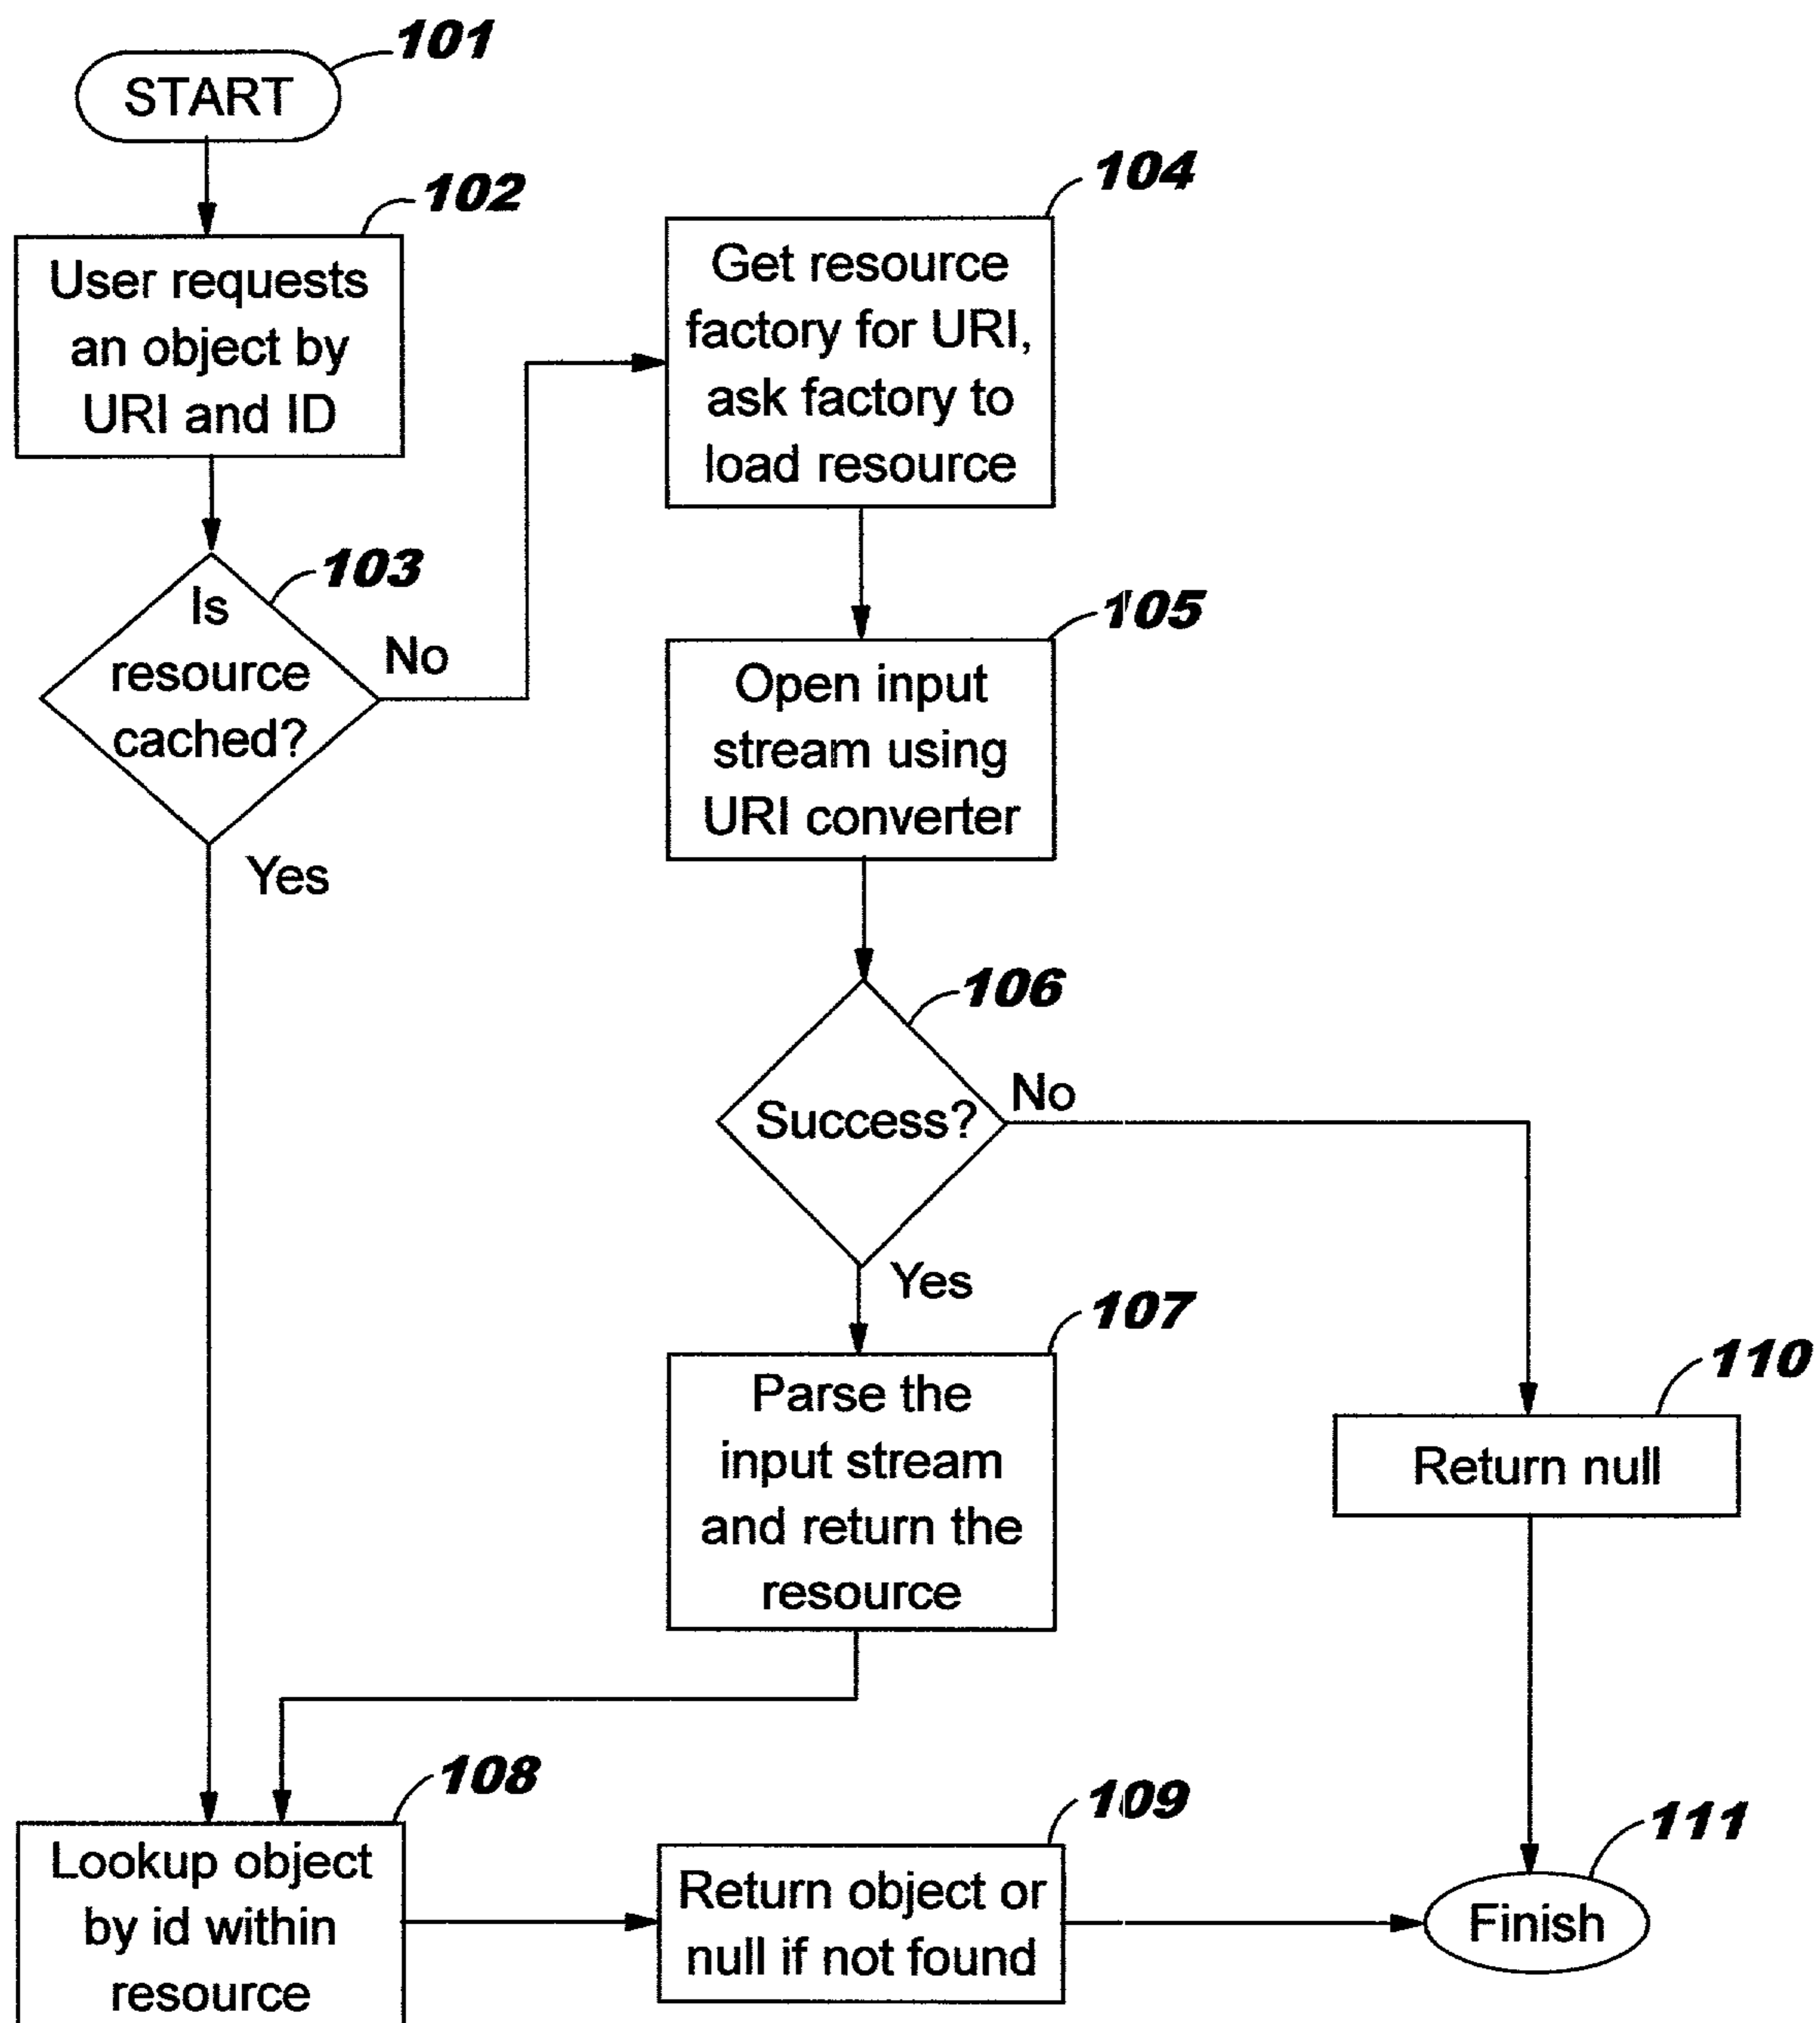 101
START
102
User requests
an object by
URI and ID
103
Is
resource
cached?
No
Yes
104
Get resource
factory for URI,
ask factory to
load resource
105
Open input
stream using
URI converter
106
Success?
No
Yes
107
Parse the
input stream
and return the
resource
110
Return null
108
Lookup object
by id within
resource
109
Return object or
null if not found
111
Finish